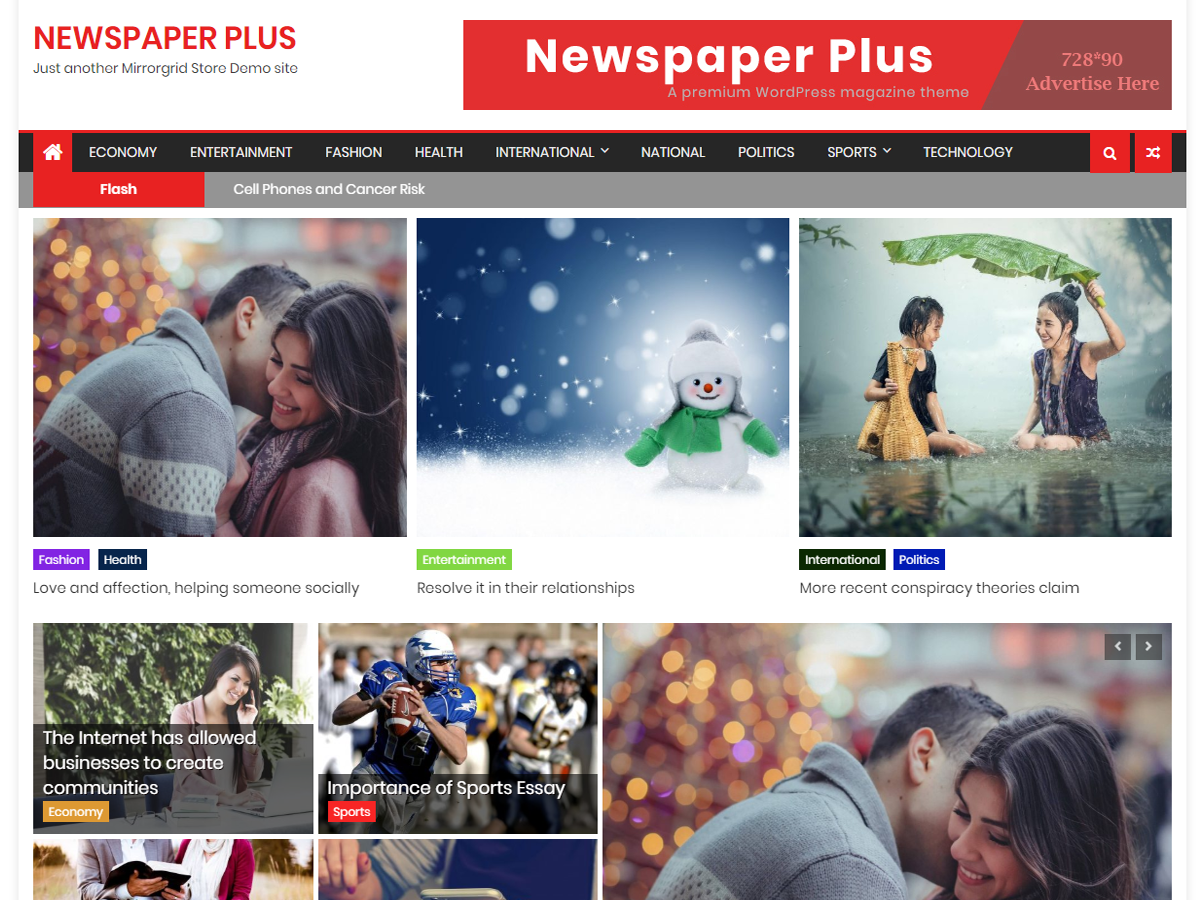 NEWSPAPER PLUS
Just another Mirrorgrid Store Demo site
Newspaper Plus
A premium WordPress magazine theme
728*90
Advertise Here
ECONOMY ENTERTAINMENT FASHION HEALTH INTERNATIONAL NATIONAL POLITICS SPORTS TECHNOLOGY
Flash Cell Phones and Cancer Risk
Fashion Health
Love and affection, helping someone socially
Entertainment
Resolve it in their relationships
International Politics
More recent conspiracy theories claim
The Internet has allowed
businesses to create
communities
Economy
14
Importance of Sports Essay
Sports